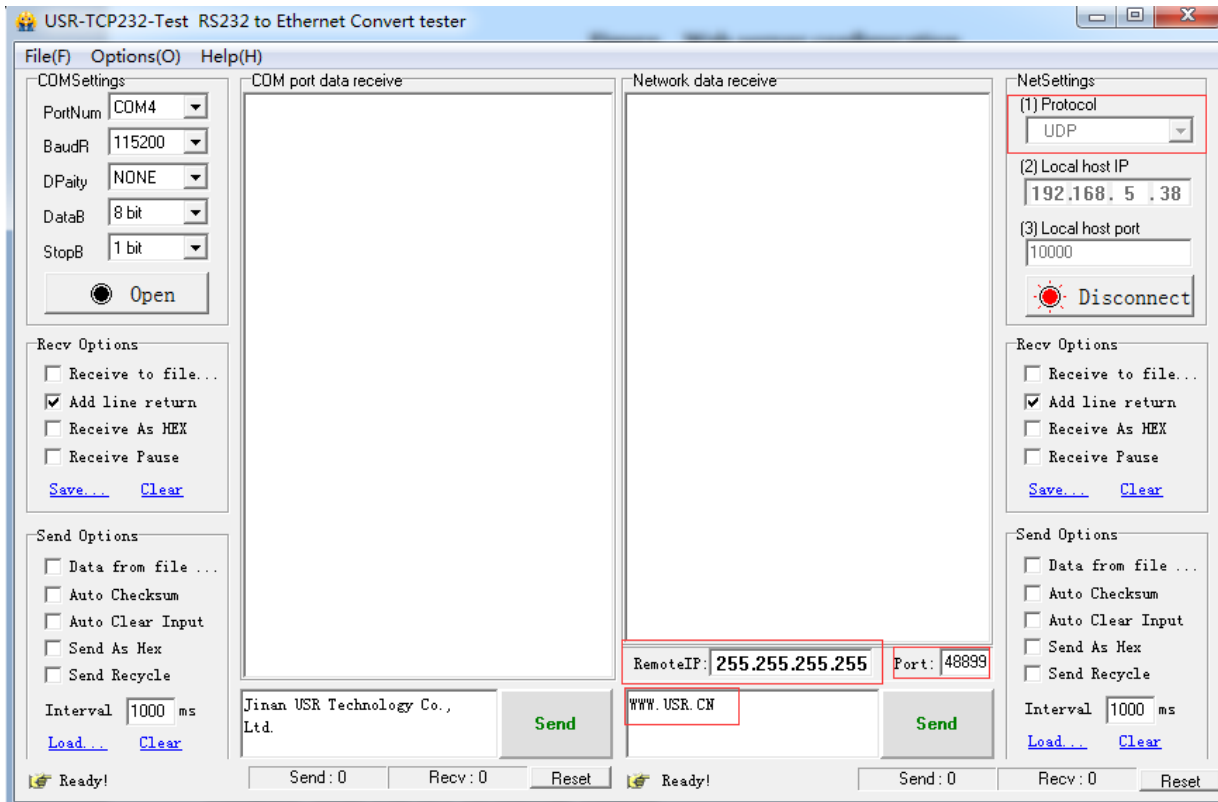 USR-TCP232-Test RS232 to Ethernet Convert tester
File(F) Options(O) Help(H)
COMSettings
PortNum COM4
BaudR 115200
DPaity NONE
DataB 8 bit
StopB 1 bit
Open
Recv Options
Receive to file...
Add line return
Receive As HEX
Receive Pause
Save... Clear
Send Options
Data from file ...
Auto Checksum
Auto Clear Input
Send As Hex
Send Recycle
Interval 1000 ms
Load... Clear
Ready!
COM port data receive
Jinan USR Technology Co.,
Ltd.
Send
Send : 0 Recv : 0 Reset
Network data receive
RemoteIP: 255.255.255.255 Port: 48899
WWW.USR.CN
Send
Ready!
Send : 0 Recv : 0 Reset
NetSettings
(1) Protocol
UDP
(2) Local host IP
192.168. 5 .38
(3) Local host port
10000
Disconnect
Recv Options
Receive to file...
Add line return
Receive As HEX
Receive Pause
Save... Clear
Send Options
Data from file ...
Auto Checksum
Auto Clear Input
Send As Hex
Send Recycle
Interval 1000 ms
Load... Clear